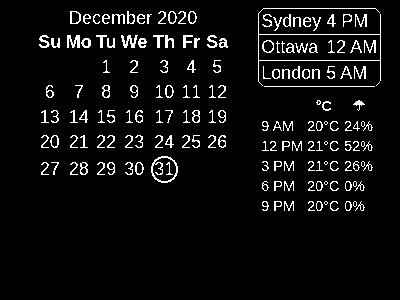 December 2020
Su Mo Tu We Th Fr Sa
1 2 3 4 5
6 7 8 9 10 11 12
13 14 15 16 17 18 19
20 21 22 23 24 25 26
27 28 29 30 31
Sydney 4 PM
Ottawa 12 AM
London 5 AM
°C ☂
9 AM 20°C 24%
12 PM 21°C 52%
3 PM 21°C 26%
6 PM 20°C 0%
9 PM 20°C 0%